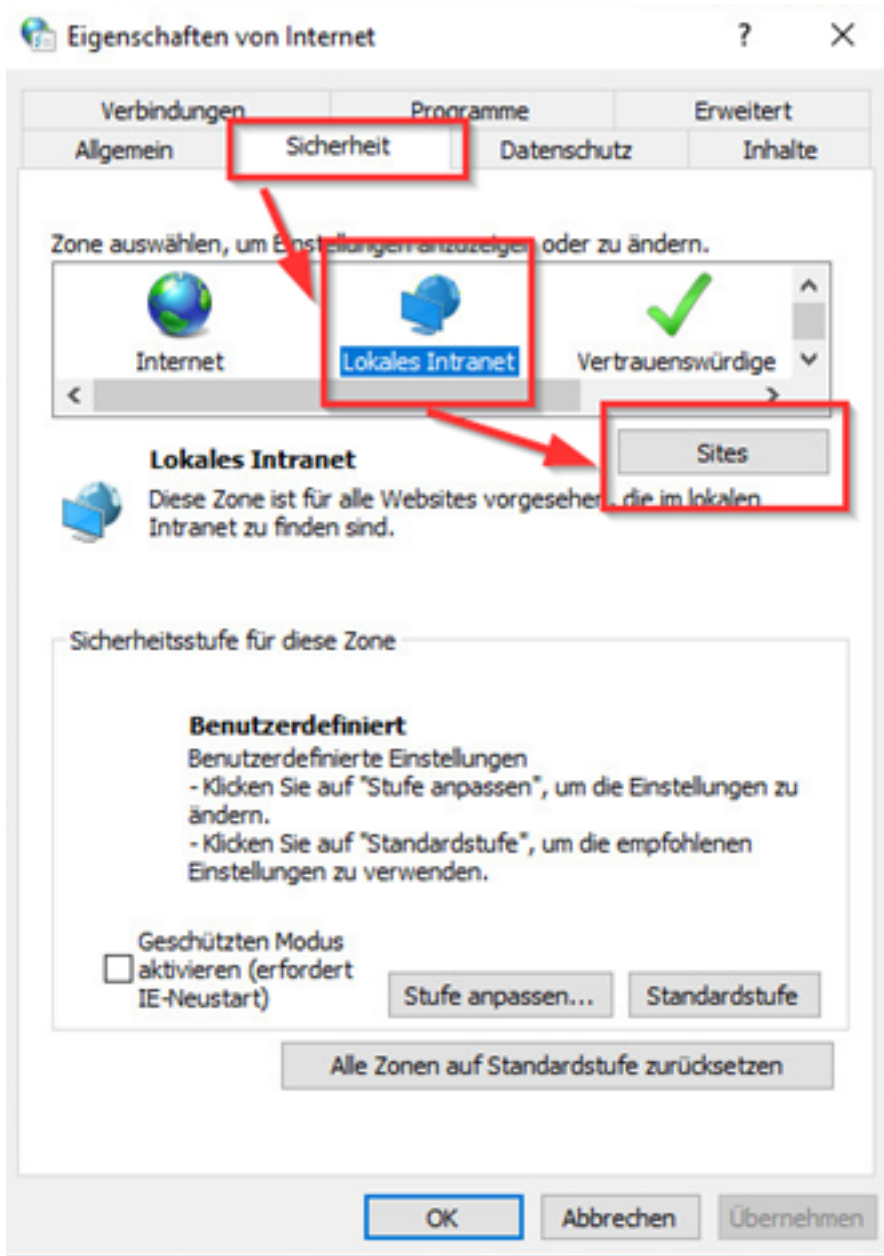 Eigenschaften von Internet
?
Verbindungen Programme Erweitert
Allgemein Sicherheit Datenschutz Inhalte
Zone auswählen, um Einstellungen anzuzeigen oder zu ändern.
Internet Lokales Intranet Vertrauenswürdige
Sites
Lokales Intranet
Diese Zone ist für alle Websites vorgesehen, die im lokalen
Intranet zu finden sind.
Sicherheitsstufe für diese Zone
Benutzerdefiniert
Benutzerdefinierte Einstellungen
- Klicken Sie auf "Stufe anpassen", um die Einstellungen zu
ändern.
- Klicken Sie auf "Standardstufe", um die empfohlenen
Einstellungen zu verwenden.
Geschützten Modus
aktivieren (erfordert
IE-Neustart)
Stufe anpassen... Standardstufe
Alle Zonen auf Standardstufe zurücksetzen
OK Abbrechen Übernehmen